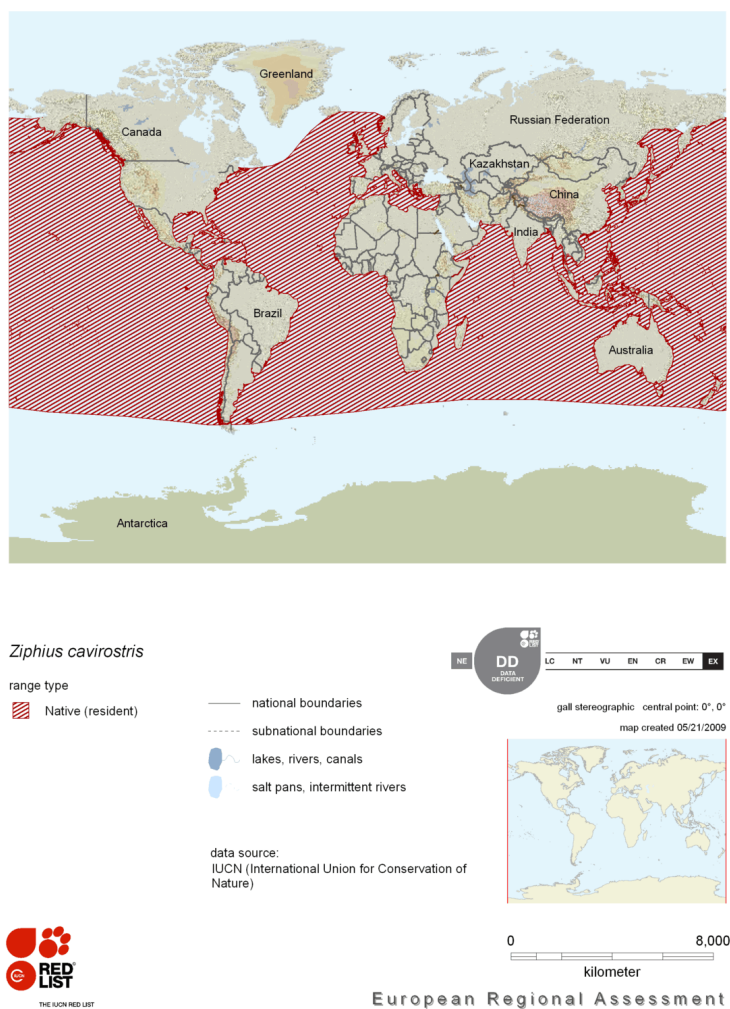 Greenland
Canada
Russian Federation
Kazakhstan
China
India
Brazil
Australia
Antarctica
Ziphius cavirostris
range type
Native (resident)
national boundaries
subnational boundaries
lakes, rivers, canals
salt pans, intermittent rivers
data source:
IUCN (International Union for Conservation of
Nature)
NE
DD
DATA
DEFICIENT
LC NT VU EN CR EW EX
gall stereographic central point: 0°, 0°
map created 05/21/2009
0 8,000
kilometer
IUCN
RED
LIST
THE IUCN RED LIST
European Regional Assessment